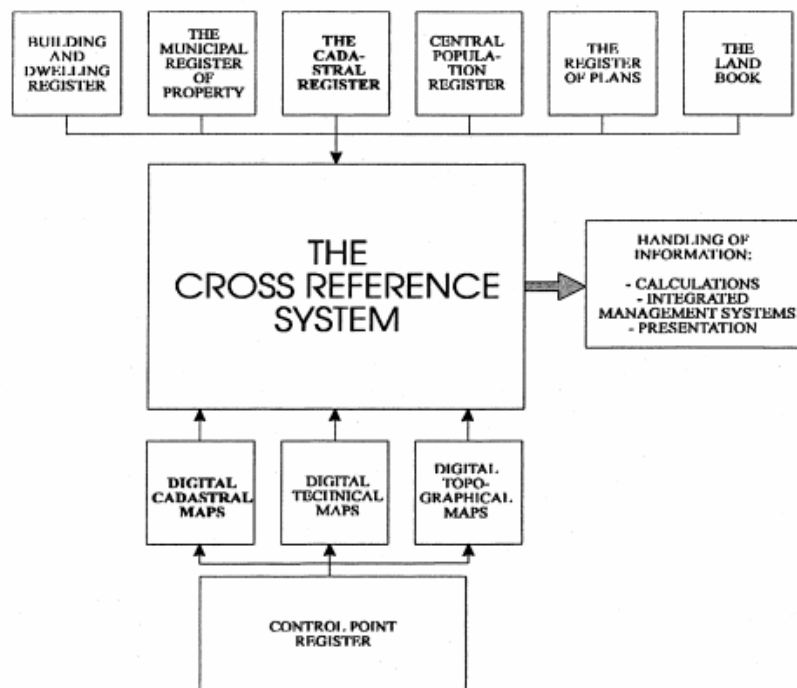 BUILDING
AND
DWELLING
REGISTER
THE
MUNICIPAL
REGISTER
OF
PROPERTY
THE
CADA-
STRAL
REGISTER
CENTRAL
POPULA-
TION
REGISTER
THE
REGISTER
OF PLANS
THE
LAND
BOOK
THE
CROSS REFERENCE
SYSTEM
HANDLING OF
INFORMATION:
- CALCULATIONS
- INTEGRATED
MANAGEMENT SYSTEMS
- PRESENTATION
DIGITAL
CADASTRAL
MAPS
DIGITAL
TECHNICAL
MAPS
DIGITAL
TOPO-
GRAPHICAL
MAPS
CONTROL POINT
REGISTER